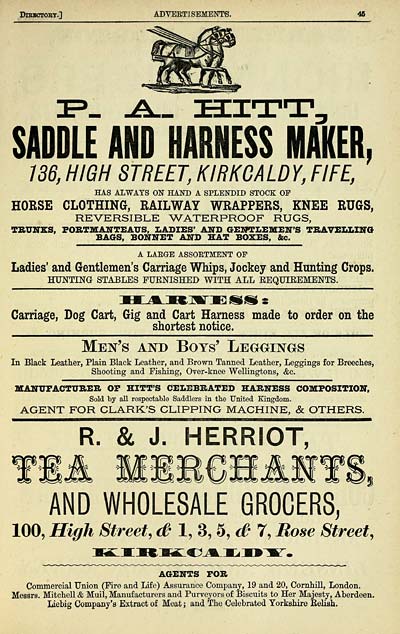 DIRECTORY.] ADVERTISEMENTS. 45
P. A. HITT,
SADDLE AND HARNESS MAKER,
136, HIGH STREET, KIRKCALDY, FIFE,
HAS ALWAYS ON HAND A SPLENDID STOCK OF
HORSE CLOTHING, RAILWAY WRAPPERS, KNEE RUGS,
REVERSIBLE WATERPROOF RUGS,
TRUNKS, PORTMANTEAUS, LADIES' AND GENTLEMEN'S TRAVELLING
BAGS, BONNET AND HAT BOXES, &c.
A LARGE ASSORTMENT OF
Ladies' and Gentlemen's Carriage Whips, Jockey and Hunting Crops.
HUNTING STABLES FURNISHED WITH ALL REQUIREMENTS.
HARNESS:
Carriage, Dog Cart, Gig and Cart Harness made to order on the
shortest notice.
MEN'S AND BOYS' LEGGINGS
In Black Leather, Plain Black Leather, and Brown Tanned Leather, Leggings for Breeches,
Shooting and Fishing, Over-knee Wellingtons, &c.
MANUFACTURER OF HITT'S CELEBRATED HARNESS COMPOSITION,
Sold by all respectable Saddlers in the United Kingdom.
AGENT FOR CLARK'S CLIPPING MACHINE, & OTHERS.
R. & J. HERRIOT,
TEA MERCHANTS,
AND WHOLESALE GROCERS,
100, High Street, & 1, 3, 5, & 7, Rose Street,
KIRKCALDY.
AGENTS FOR
Commercial Union (Fire and Life) Assurance Company, 19 and 20, Cornhill, London.
Messrs. Mitchell & Muil, Manufacturers and Purveyors of Biscuits to Her Majesty, Aberdeen.
Liebig Company's Extract of Meat; and The Celebrated Yorkshire Relish.